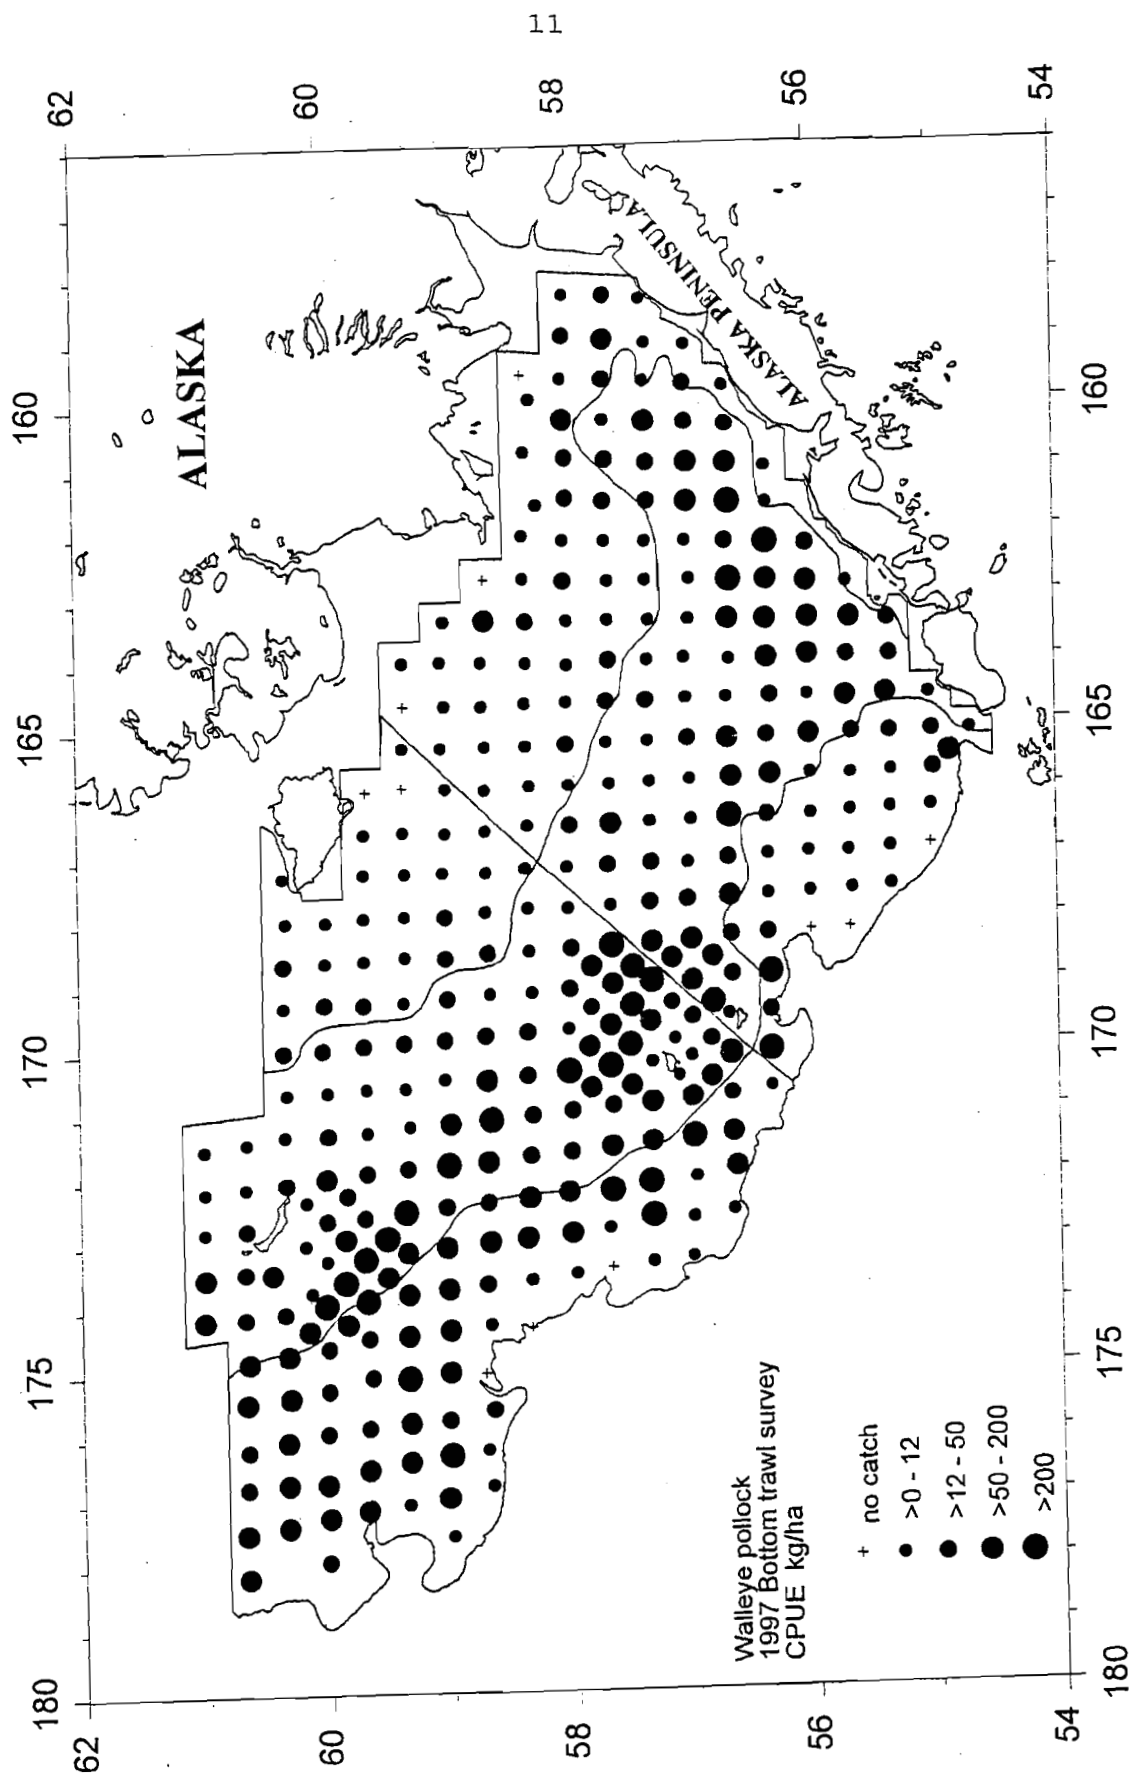 11
62
60
58
56
54
160
165
170
175
180
160
165
170
175
180
62
60
58
56
54
ALASKA
ALASKA PENINSULA
Walleye pollock
1997 Bottom trawl survey
CPUE kg/ha
+ no catch
>0 - 12
>12 - 50
>50 - 200
>200